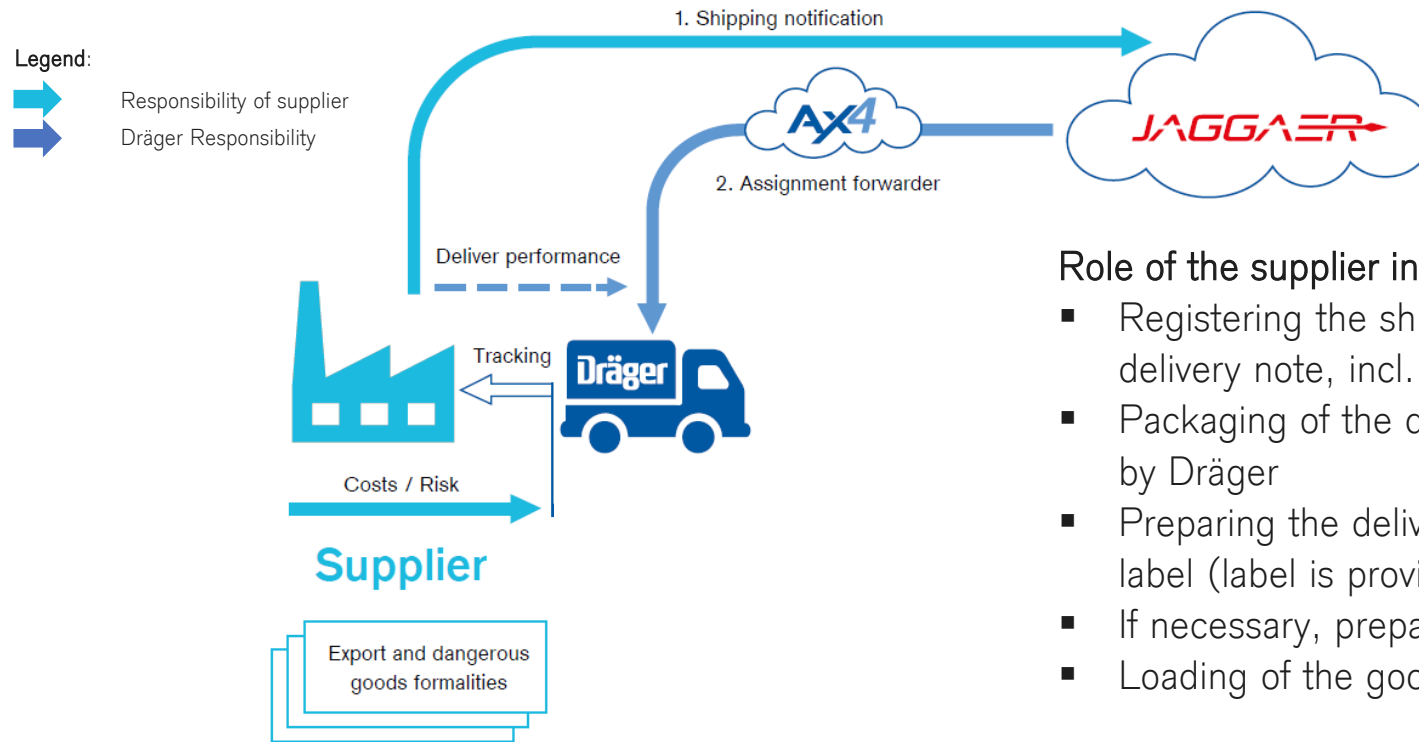 1. Shipping notification
Legend:
Responsibility of supplier
Dräger Responsibility
AX4
JAGGAER
2. Assignment forwarder
Deliver performance
Tracking
Dräger
Costs / Risk
Supplier
Export and dangerous
goods formalities
Role of the supplier in
▪ Registering the sh
delivery note, incl.
▪ Packaging of the
by Dräger
▪ Preparing the deliv
label (label is provi
▪ If necessary, prepa
▪ Loading of the goo